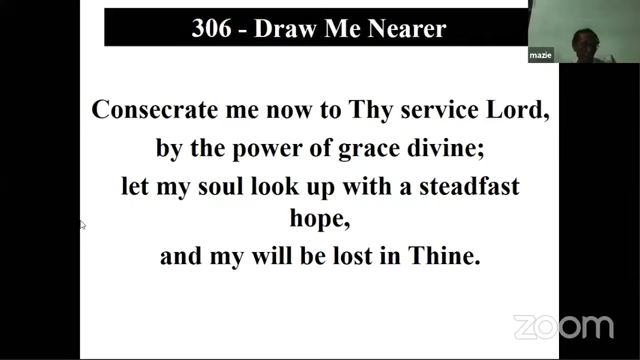 306 - Draw Me Nearer
mazie
Consecrate me now to Thy service Lord,
by the power of grace divine;
let my soul look up with a steadfast
hope,
and my will be lost in Thine.
zoom